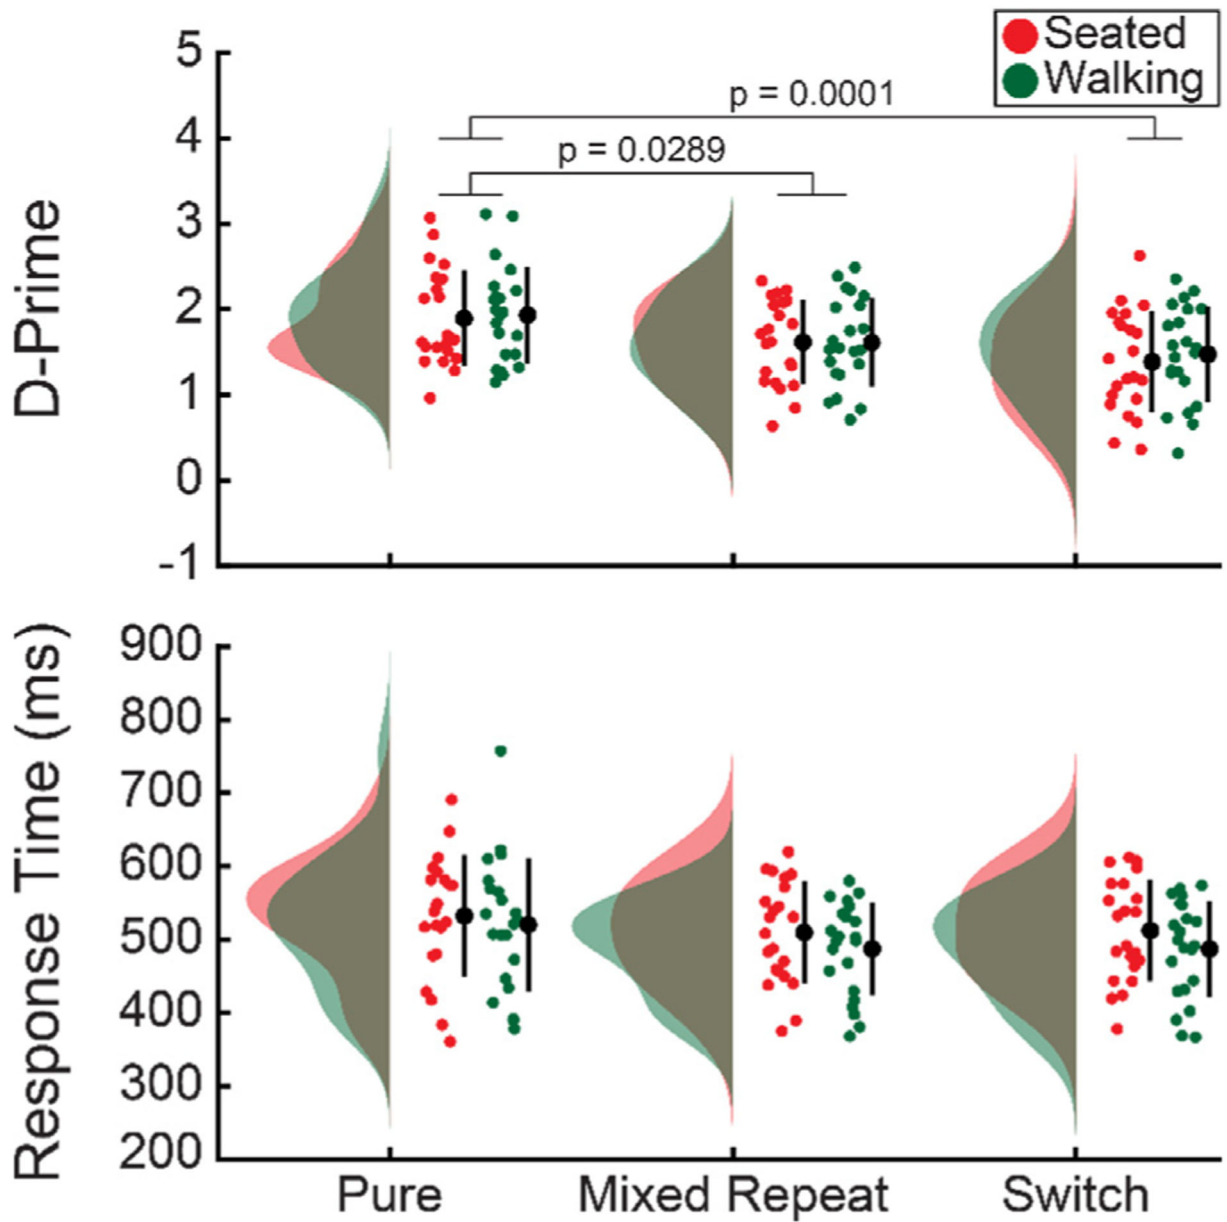 Seated
Walking
5
4
3
2
1
0
-1
D-Prime
p = 0.0001
p = 0.0289
900
800
700
600
500
400
300
200
Response Time (ms)
Pure
Mixed Repeat
Switch